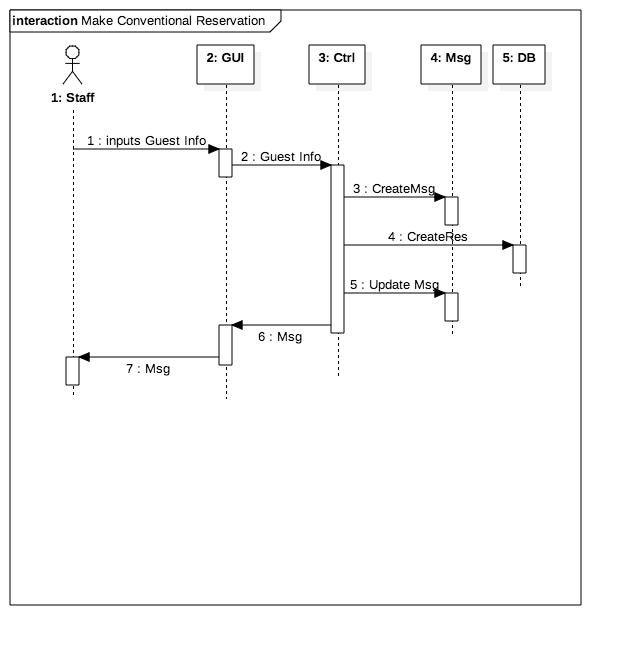 interaction Make Conventional Reservation
2: GUI
3: Ctrl
4: Msg
5: DB
1: Staff
1 : inputs Guest Info
2 : Guest Info
3 : CreateMsg
4 : CreateRes
5 : Update Msg
6 : Msg
7 : Msg